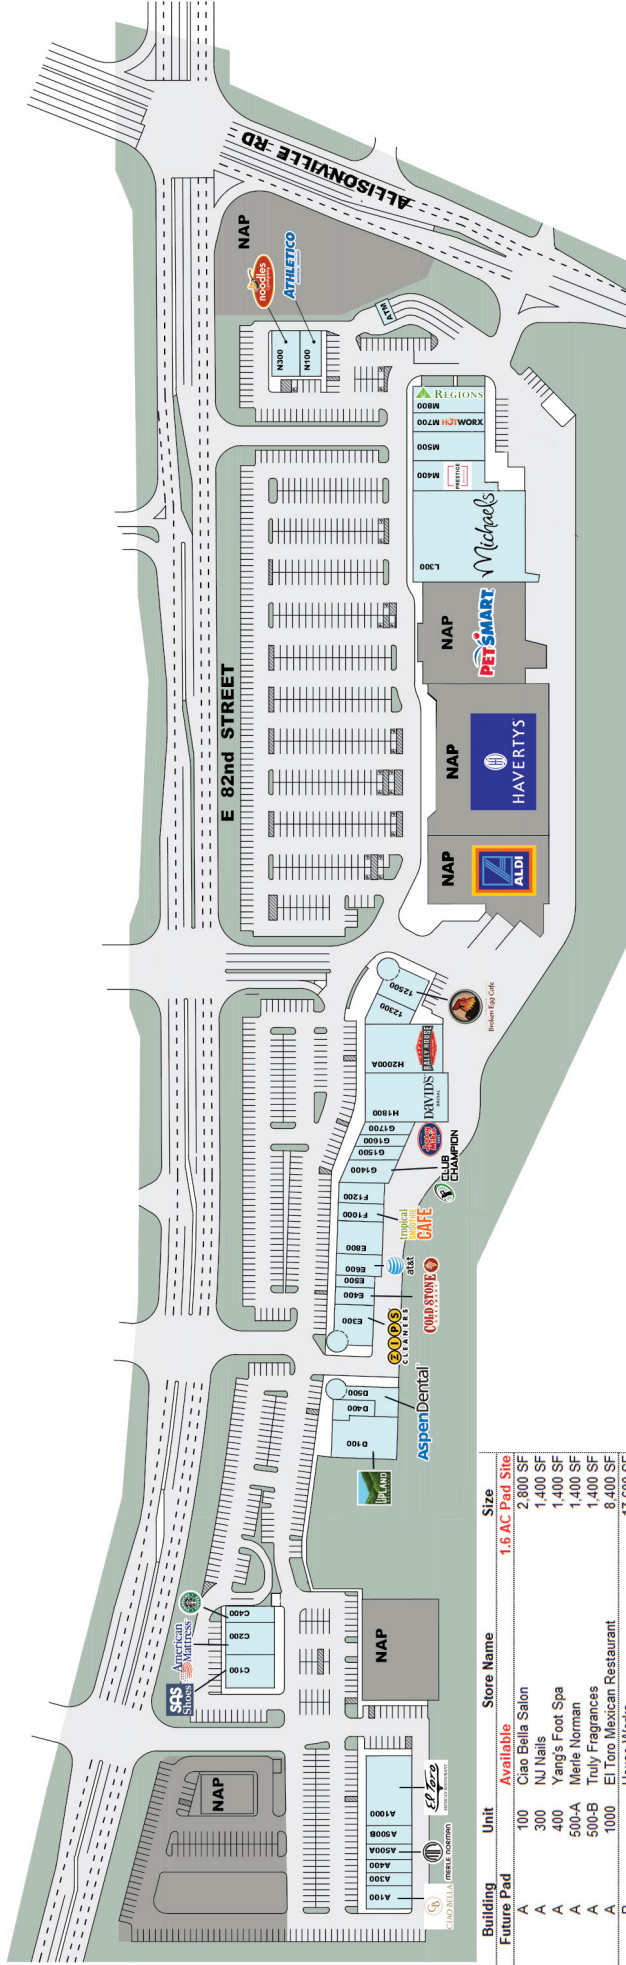 ALLISONVILLE RD
E 82nd STREET
NAP
noodles
ATHLETICO
N300
N100
ATM
REGIONS
M800
M700
HOTWORX
M500
M400
PRESTIGE
L300
Michaels
NAP
PETSMART
NAP
HAVERTYS
NAP
ALDI
12500
12300
Broken Egg Cafe
H2000A
RALLY HOUSE
H1800
DAVID'S
BRIDAL
G1700
G1600
G1500
G1400
CLUB
CHAMPION
F1200
F1000
tropical
SMOOTHIE
CAFE
E800
E600
at&t
E500
E400
COLD STONE
CREAMERY
E300
ZIPS
CLEANERS
D500
D400
AspenDental
D100
UPLAND
C400
C200
American
Mattress
C100
SAS
Shoes
NAP
NAP
A1000
El Toro
MEXICAN RESTAURANT
A500B
A500A
MERLE NORMAN
A400
A300
A100
CB
CIAO BELLA
Building Unit Store Name Size
Future Pad Available 1.6 AC Pad Site
A 100 Ciao Bella Salon 2,800 SF
A 300 NJ Nails 1,400 SF
A 400 Yang's Foot Spa 1,400 SF
A 500-A Merle Norman 1,400 SF
A 500-B Truly Fragrances 1,400 SF
A 1000 El Toro Mexican Restaurant 8,400 SF